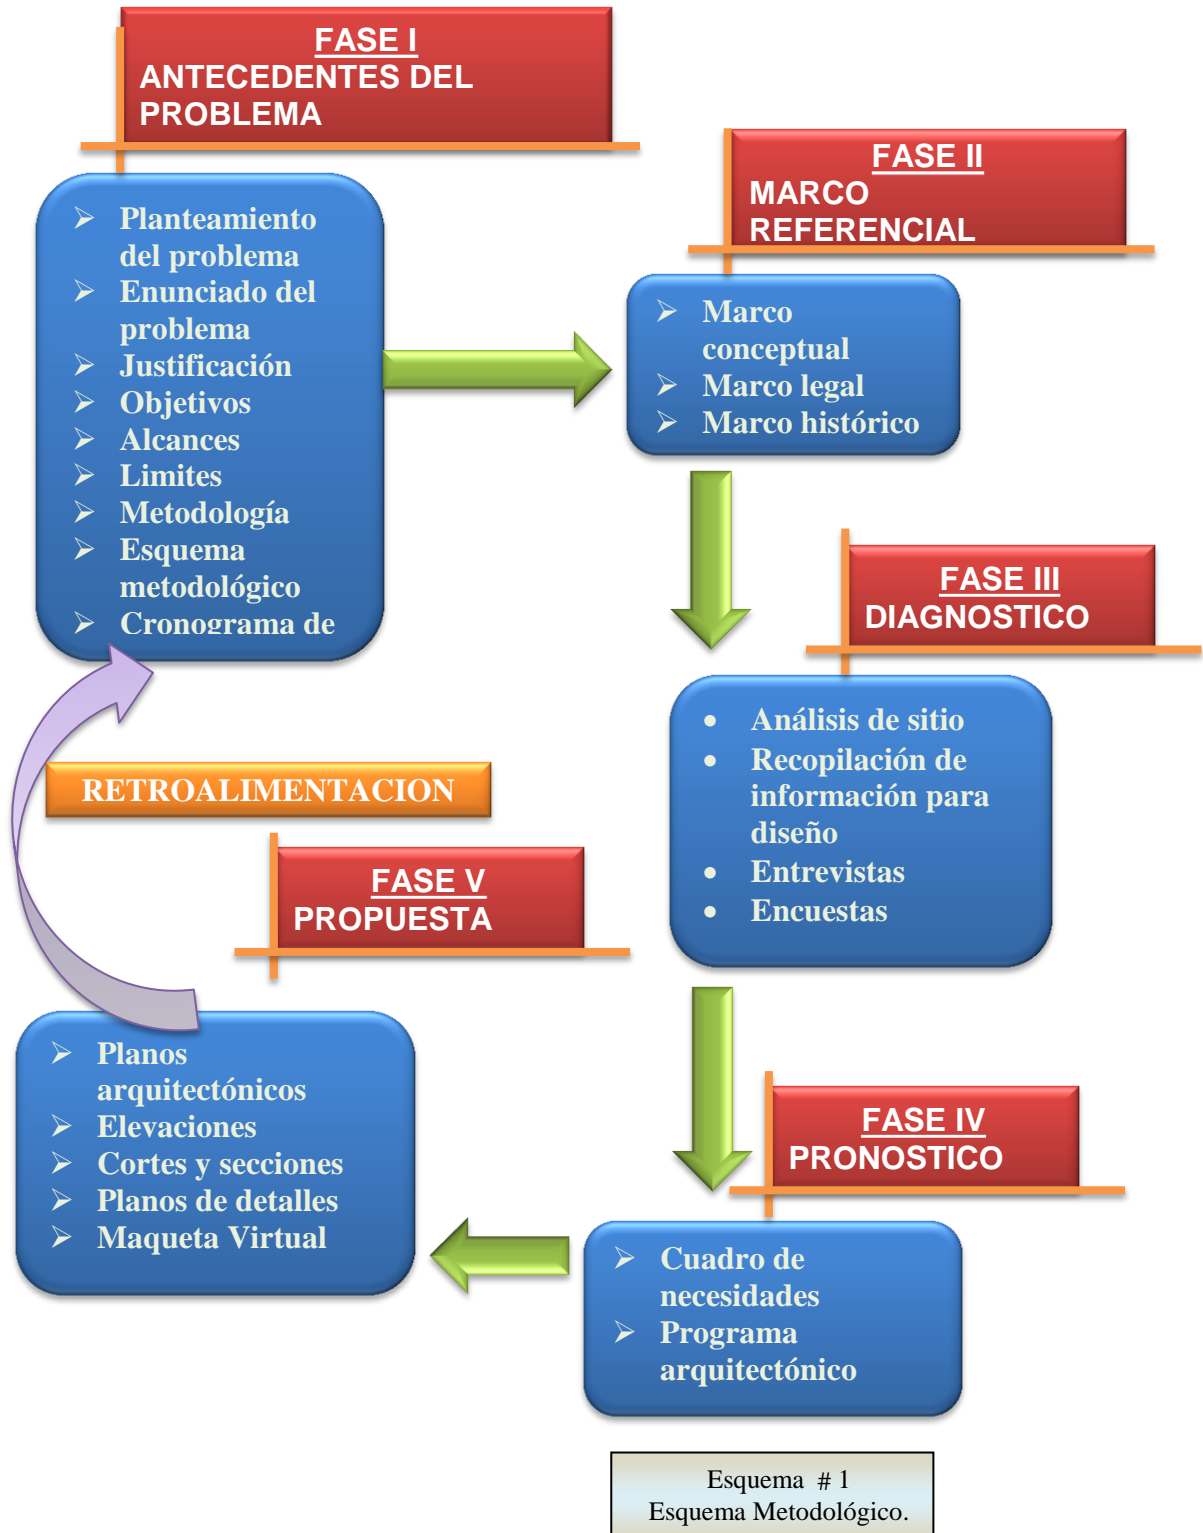 FASE I
ANTECEDENTES DEL
PROBLEMA
➢ Planteamiento
del problema
➢ Enunciado del
problema
➢ Justificación
➢ Objetivos
➢ Alcances
➢ Limites
➢ Metodología
➢ Esquema
metodológico
➢ Cronograma de
FASE II
MARCO
REFERENCIAL
➢ Marco
conceptual
➢ Marco legal
➢ Marco histórico
FASE III
DIAGNOSTICO
• Análisis de sitio
• Recopilación de
información para
diseño
• Entrevistas
• Encuestas
FASE IV
PRONOSTICO
➢ Cuadro de
necesidades
➢ Programa
arquitectónico
FASE V
PROPUESTA
➢ Planos
arquitectónicos
➢ Elevaciones
➢ Cortes y secciones
➢ Planos de detalles
➢ Maqueta Virtual
RETROALIMENTACION
Esquema # 1
Esquema Metodológico.